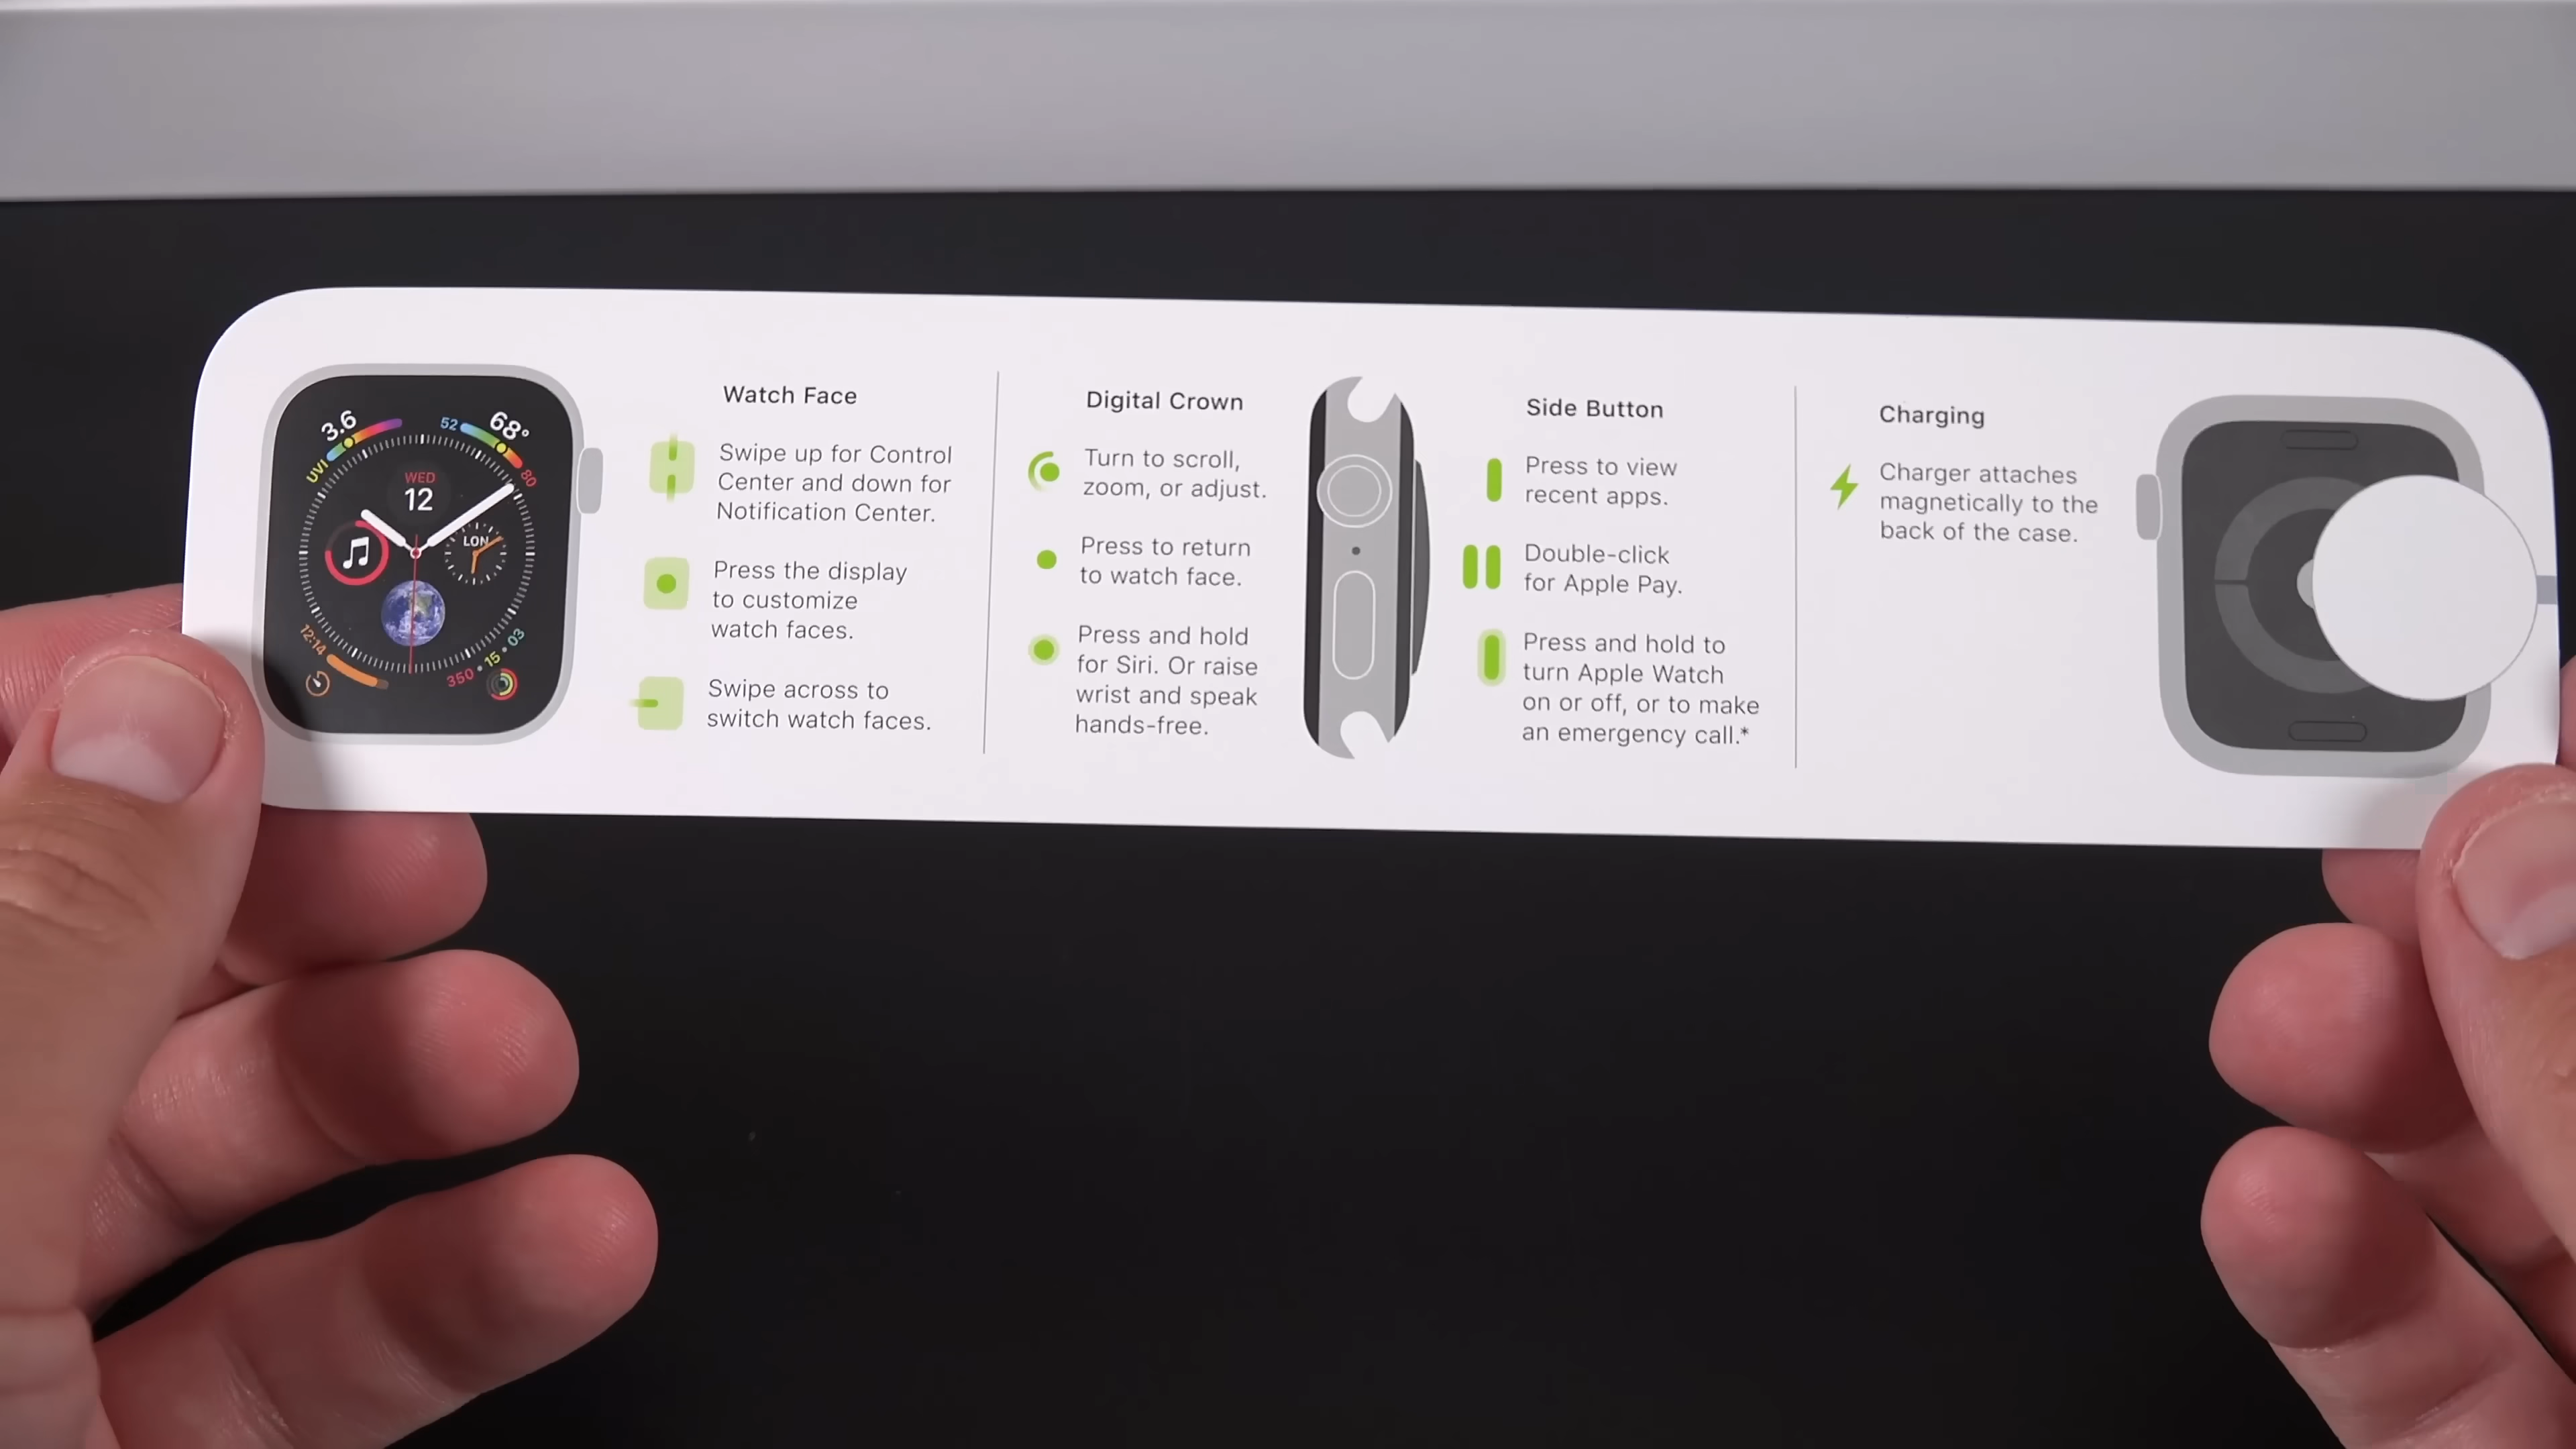 3.6
UVI
52
68°
80
WED
12
LON
12:14
350 • 15 • 03
Watch Face
Swipe up for Control
Center and down for
Notification Center.
Press the display
to customize
watch faces.
Swipe across to
switch watch faces.
Digital Crown
Turn to scroll,
zoom, or adjust.
Press to return
to watch face.
Press and hold
for Siri. Or raise
wrist and speak
hands-free.
Side Button
Press to view
recent apps.
Double-click
for Apple Pay.
Press and hold to
turn Apple Watch
on or off, or to make
an emergency call.*
Charging
Charger attaches
magnetically to the
back of the case.